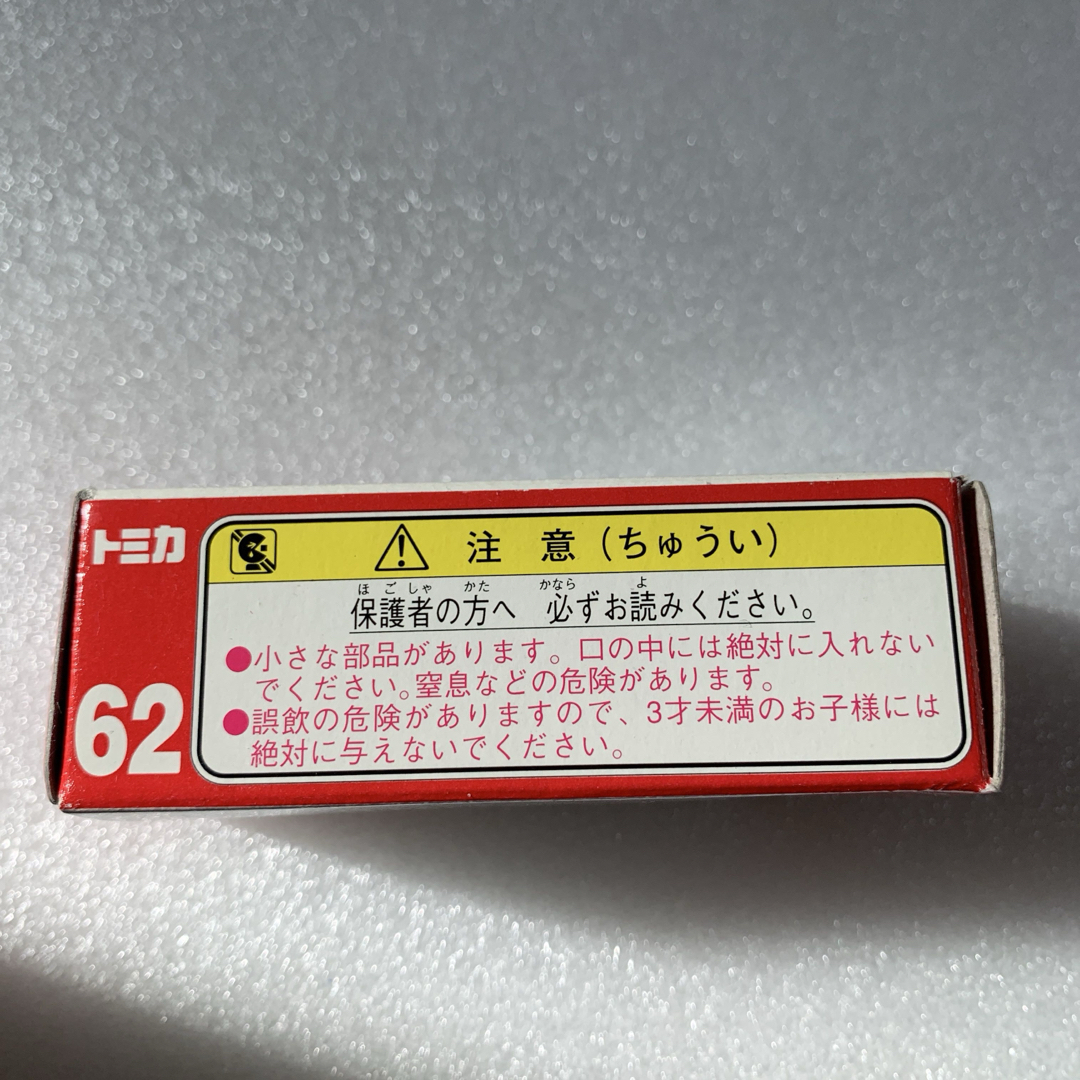 トミカ
62
注 意（ちゅうい）
ほごしゃ かた かなら よ
保護者の方へ 必ずお読みください。
●小さな部品があります。口の中には絶対に入れない
でください。窒息などの危険があります。
●誤飲の危険がありますので、3才未満のお子様には
絶対に与えないでください。